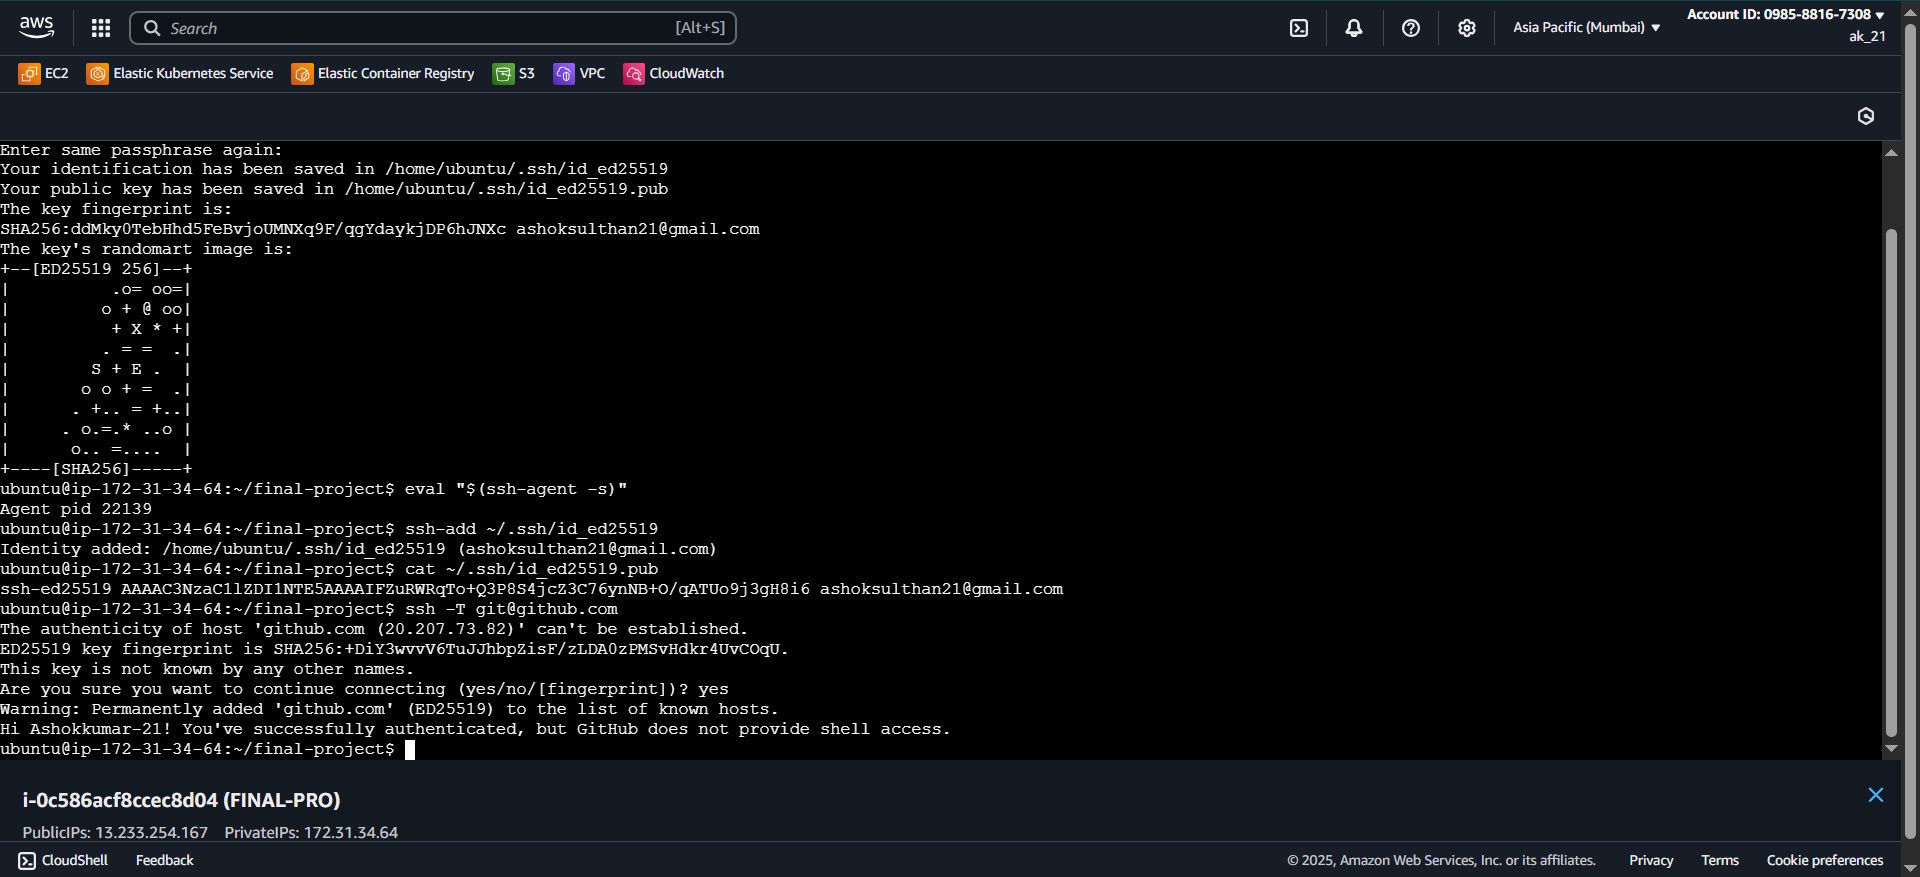 aws
Search [Alt+S]
Asia Pacific (Mumbai) ▼
Account ID: 0985-8816-7308 ▼
ak_21
EC2 Elastic Kubernetes Service Elastic Container Registry S3 VPC CloudWatch
Enter same passphrase again:
Your identification has been saved in /home/ubuntu/.ssh/id_ed25519
Your public key has been saved in /home/ubuntu/.ssh/id_ed25519.pub
The key fingerprint is:
SHA256:ddMky0TebHhd5FeBvjoUMNXq9F/qgYdaykjDP6hJNXc ashoksulthan21@gmail.com
The key's randomart image is:
+--[ED25519 256]--+
|          .o= oo=|
|         o + @ oo|
|          + X * +|
|         . = =  .|
|        S + E .  |
|       o o + =  .|
|      . +.. = +..|
|     . o.=.* ..o |
|      o.. =....  |
+----[SHA256]-----+
ubuntu@ip-172-31-34-64:~/final-project$ eval "$(ssh-agent -s)"
Agent pid 22139
ubuntu@ip-172-31-34-64:~/final-project$ ssh-add ~/.ssh/id_ed25519
Identity added: /home/ubuntu/.ssh/id_ed25519 (ashoksulthan21@gmail.com)
ubuntu@ip-172-31-34-64:~/final-project$ cat ~/.ssh/id_ed25519.pub
ssh-ed25519 AAAAC3NzaC1lZDI1NTE5AAAAIFZuRWRqTo+Q3P8S4jcZ3C76ynNB+O/qATUo9j3gH8i6 ashoksulthan21@gmail.com
ubuntu@ip-172-31-34-64:~/final-project$ ssh -T git@github.com
The authenticity of host 'github.com (20.207.73.82)' can't be established.
ED25519 key fingerprint is SHA256:+DiY3wvvV6TuJJhbpZisF/zLDA0zPMSvHdkr4UvCOqU.
This key is not known by any other names.
Are you sure you want to continue connecting (yes/no/[fingerprint])? yes
Warning: Permanently added 'github.com' (ED25519) to the list of known hosts.
Hi Ashokkumar-21! You've successfully authenticated, but GitHub does not provide shell access.
ubuntu@ip-172-31-34-64:~/final-project$
i-0c586acf8ccec8d04 (FINAL-PRO)
PublicIPs: 13.233.254.167 PrivateIPs: 172.31.34.64
CloudShell Feedback © 2025, Amazon Web Services, Inc. or its affiliates. Privacy Terms Cookie preferences